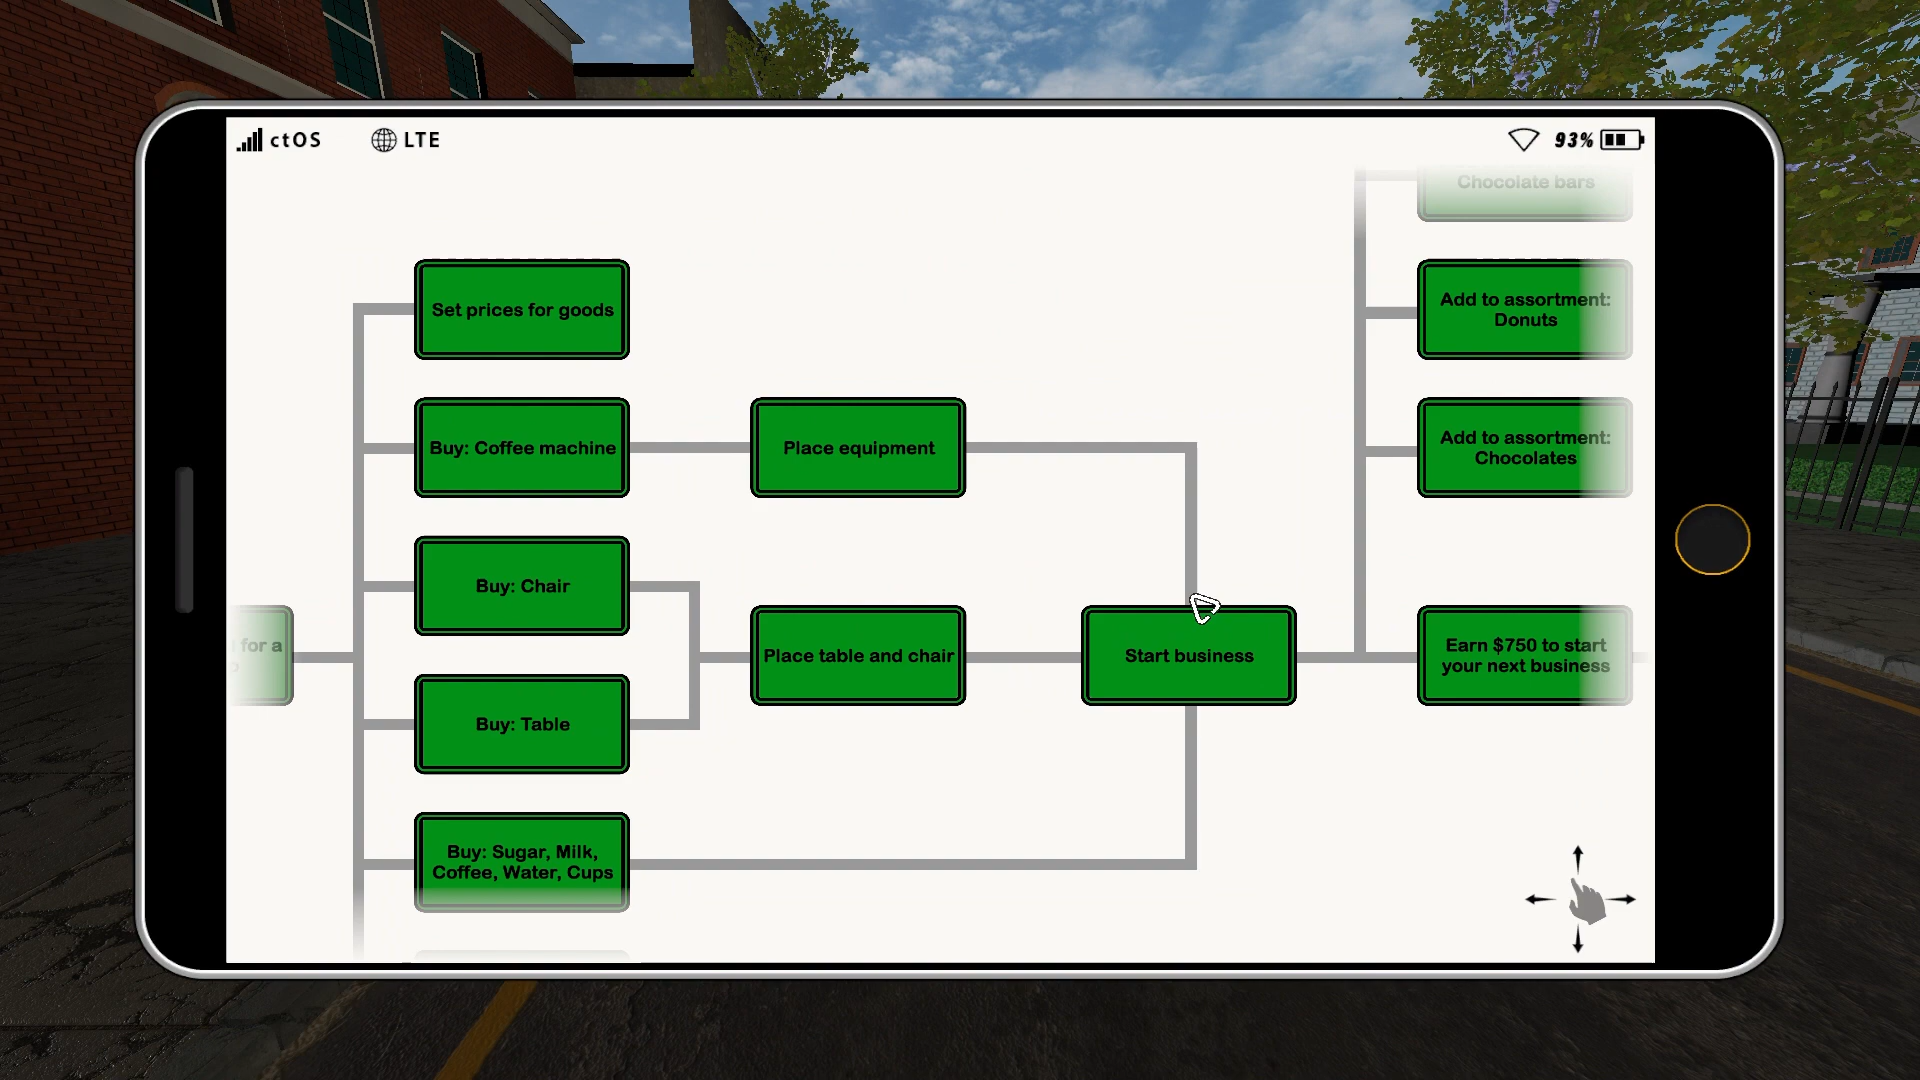 ctOS
LTE
93%
Chocolate bars
Set prices for goods
Add to assortment:
Donuts
Buy: Coffee machine
Place equipment
Add to assortment:
Chocolates
Buy: Chair
for a
Place table and chair
Start business
Earn $750 to start
your next business
Buy: Table
Buy: Sugar, Milk,
Coffee, Water, Cups